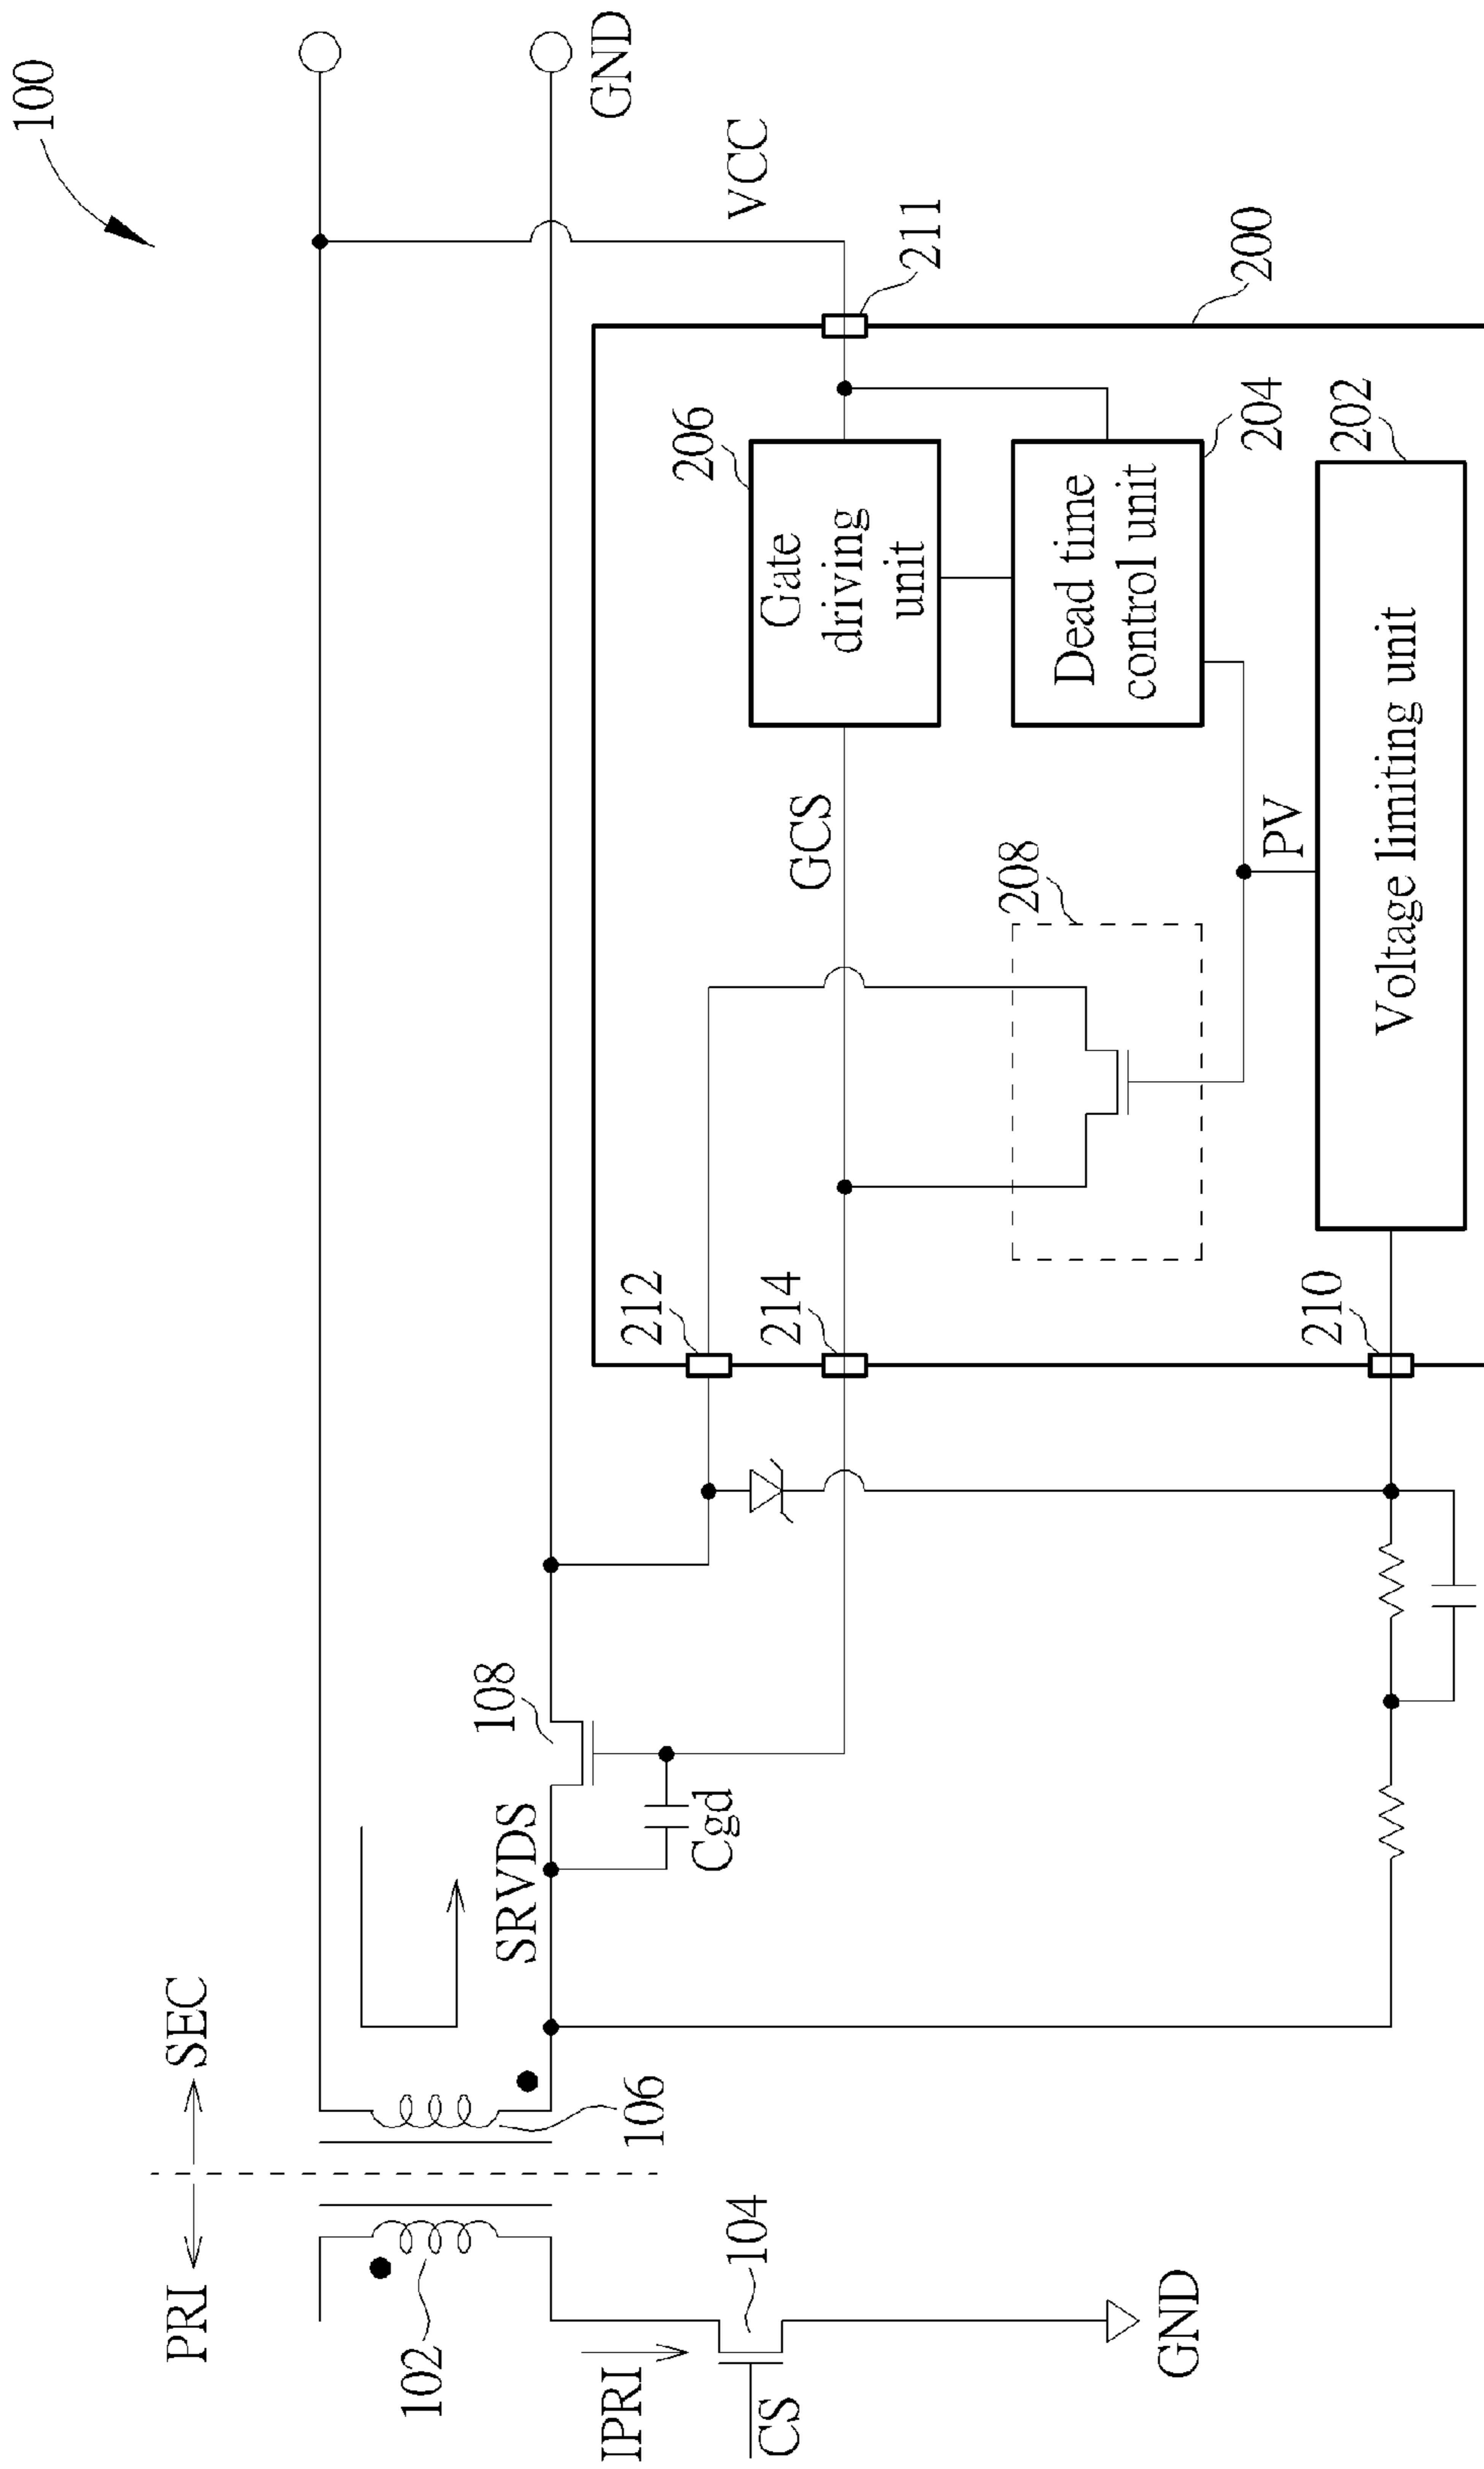 100
PRI
SEC
102
106
IPRI
CS
104
GND
SRVDS
108
Cgd
GND
VCC
211
200
212
214
210
GCS
206
Gate
driving
unit
208
Dead time
control unit
204
PV
202
Voltage limiting unit